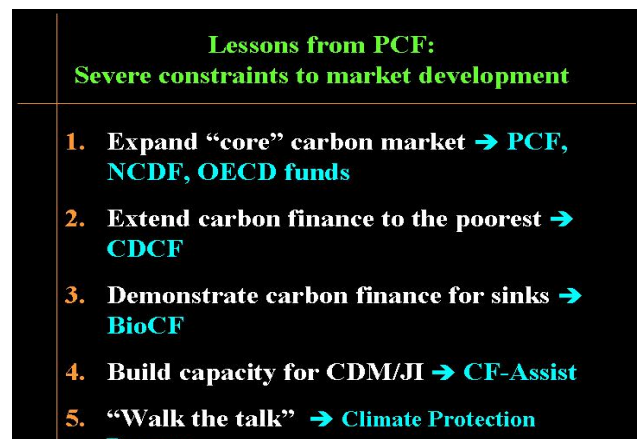 Lessons from PCF:
Severe constraints to market development
1. Expand “core” carbon market ➔ PCF,
NCDF, OECD funds
2. Extend carbon finance to the poorest ➔
CDCF
3. Demonstrate carbon finance for sinks ➔
BioCF
4. Build capacity for CDM/JI ➔ CF-Assist
5. “Walk the talk” ➔ Climate Protection